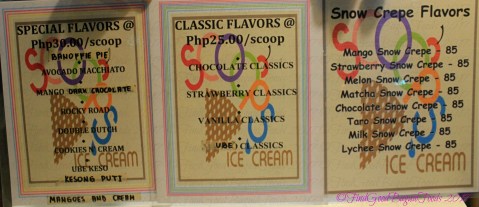 SPECIAL FLAVORS @
Php30.00/scoop
BANOFFIE PIE
AVOCADO MACCHIATO
MANGO DARK CHOCOLATE
ROCKY ROAD
DOUBLE DUTCH
COOKIES N CREAM
UBE KESO
KESONG PUTI
MANGOES AND CREAM
CLASSIC FLAVORS @
Php25.00/scoop
CHOCOLATE CLASSICS
STRAWBERRY CLASSICS
VANILLA CLASSICS
UBE CLASSICS
ICE CREAM
Snow Crepe Flavors
Mango Snow Crepe - 85
Strawberry Snow Crepe - 85
Melon Snow Crepe - 85
Matcha Snow Crepe - 85
Chocolate Snow Crepe - 85
Taro Snow Crepe - 85
Milk Snow Crepe - 85
Lychee Snow Crepe - 85
ICE CREAM